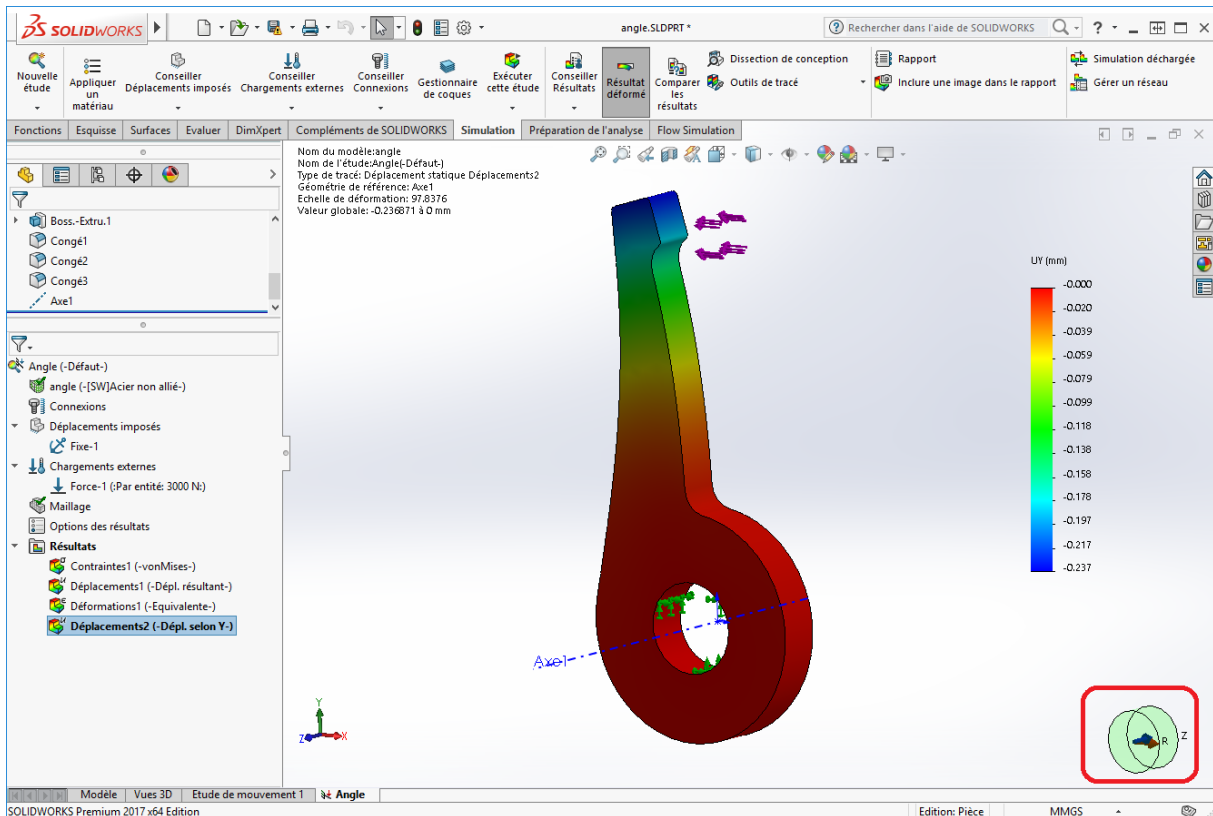 SOLIDWORKS
angle.SLDPRT *
Rechercher dans l'aide de SOLIDWORKS
?
Nouvelle
étude
Appliquer
un
matériau
Conseiller
Déplacements imposés
Conseiller
Chargements externes
Conseiller
Connexions
Gestionnaire
de coques
Exécuter
cette étude
Conseiller
Résultats
Résultat
déformé
Comparer
les
résultats
Dissection de conception
Outils de tracé
Rapport
Inclure une image dans le rapport
Simulation déchargée
Gérer un réseau
Fonctions Esquisse Surfaces Evaluer DimXpert Compléments de SOLIDWORKS Simulation Préparation de l'analyse Flow Simulation
Boss.-Extru.1
Congé1
Congé2
Congé3
Axe1
Angle (-Défaut-)
angle (-[SW]Acier non allié-)
Connexions
Déplacements imposés
Fixe-1
Chargements externes
Force-1 (:Par entité: 3000 N:)
Maillage
Options des résultats
Résultats
Contraintes1 (-vonMises-)
Déplacements1 (-Dépl. résultant-)
Déformations1 (-Equivalente-)
Déplacements2 (-Dépl. selon Y-)
Nom du modèle:angle
Nom de l'étude:Angle(-Défaut-)
Type de tracé: Déplacement statique Déplacements2
Géométrie de référence: Axe1
Echelle de déformation: 97.8376
Valeur globale: -0.236871 à 0 mm
UY (mm)
-0.000
-0.020
-0.039
-0.059
-0.079
-0.099
-0.118
-0.138
-0.158
-0.178
-0.197
-0.217
-0.237
Axe1
Y
Z X
R Z
Modèle Vues 3D Etude de mouvement 1 Angle
SOLIDWORKS Premium 2017 x64 Edition
Edition: Pièce
MMGS